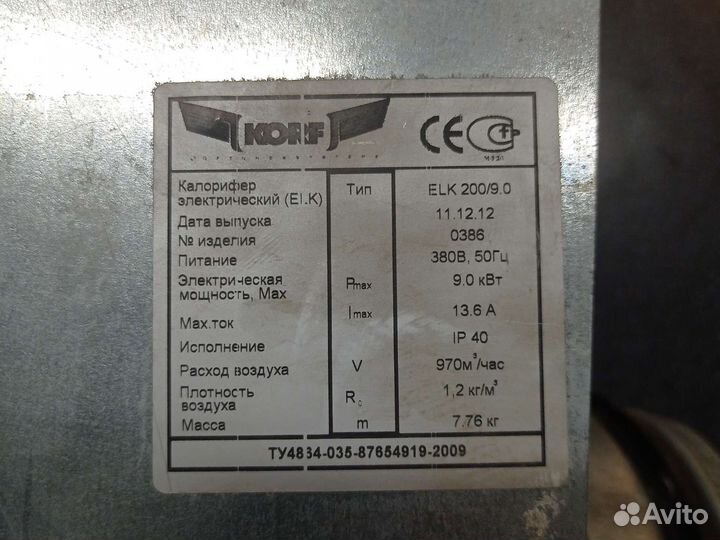 KORF
CE
Калорифер электрический (ELK) Тип ELK 200/9.0
Дата выпуска 11.12.12
№ изделия 0386
Питание 380В, 50Гц
Электрическая мощность, Max Pmax 9.0 кВт
Max.ток Imax 13.6 А
Исполнение IP 40
Расход воздуха V 970м³/час
Плотность воздуха R 1,2 кг/м³
Масса m 7.76 кг
ТУ4864-035-87654919-2009
Avito